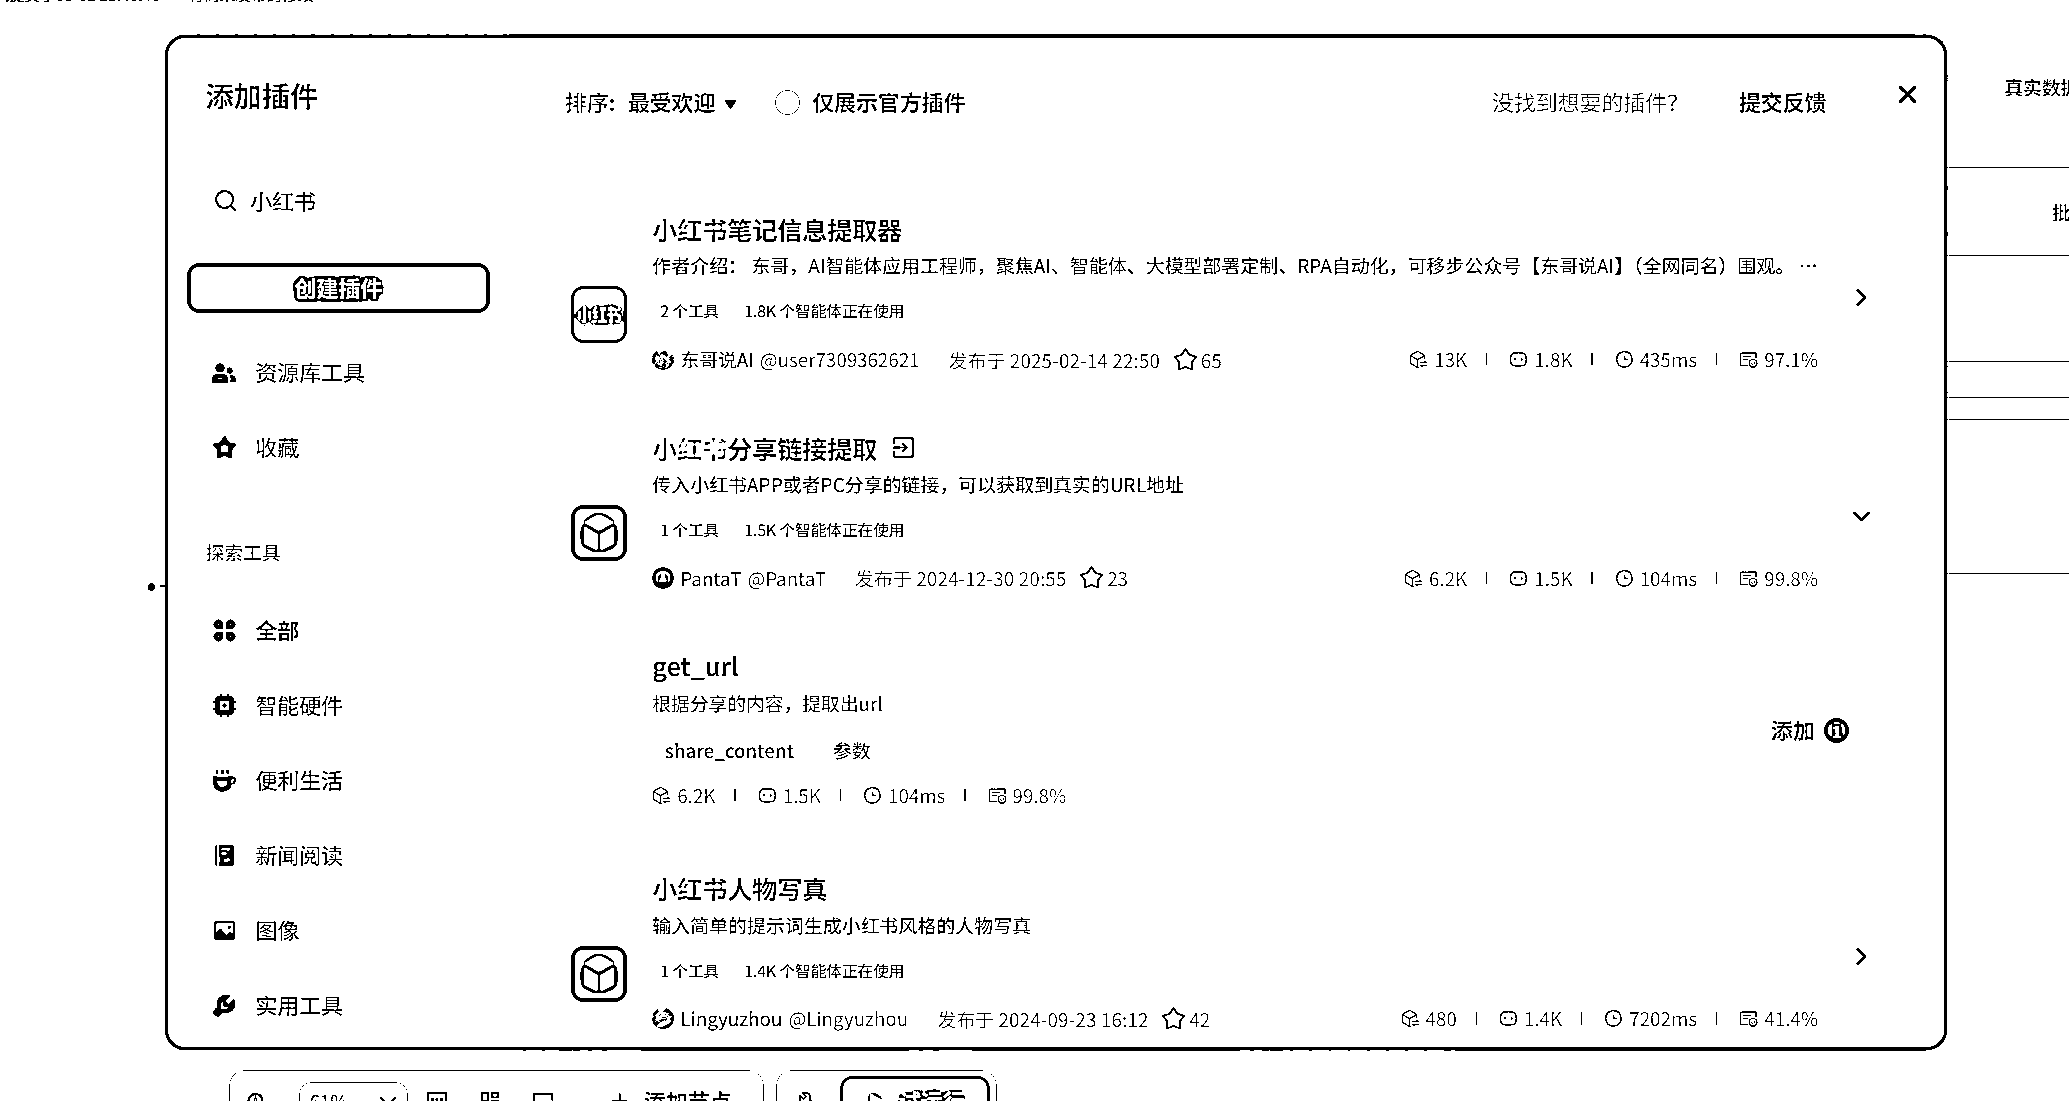 添加插件
排序: 最受欢迎
仅展示官方插件
没找到想要的插件?
提交反馈
真实数据
小红书
创建插件
资源库工具
收藏
探索工具
全部
智能硬件
便利生活
新闻阅读
图像
实用工具
小红书笔记信息提取器
作者介绍: 东哥，AI智能体应用工程师，聚焦AI、智能体、大模型部署定制、RPA自动化，可移步公众号【东哥说AI】（全网同名）围观。 …
2 个工具 1.8K 个智能体正在使用
小红书
东哥说AI @user7309362621 发布于 2025-02-14 22:50 65 13K 1.8K 435ms 97.1%
批
小红书分享链接提取
传入小红书APP或者PC分享的链接，可以获取到真实的URL地址
1 个工具 1.5K 个智能体正在使用
PantaT @PantaT 发布于 2024-12-30 20:55 23 6.2K 1.5K 104ms 99.8%
get_url
根据分享的内容，提取出url
share_content 参数
6.2K 1.5K 104ms 99.8%
添加
小红书人物写真
输入简单的提示词生成小红书风格的人物写真
1 个工具 1.4K 个智能体正在使用
Lingyuzhou @Lingyuzhou 发布于 2024-09-23 16:12 42 480 1.4K 7202ms 41.4%
61%
添加节点